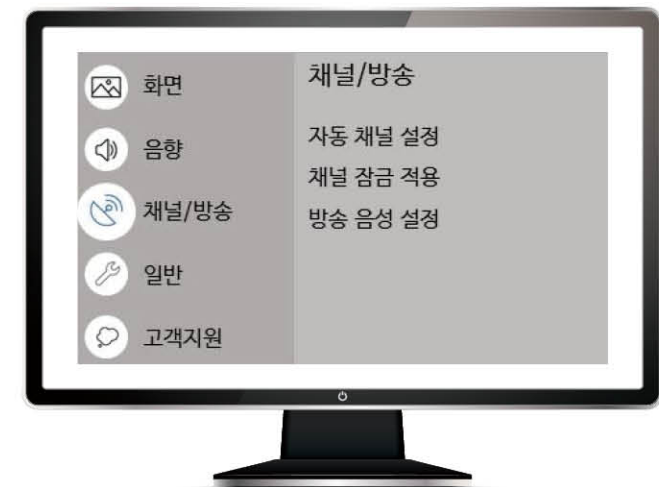 화면
음향
채널/방송
일반
고객지원
채널/방송
자동 채널 설정
채널 잠금 적용
방송 음성 설정